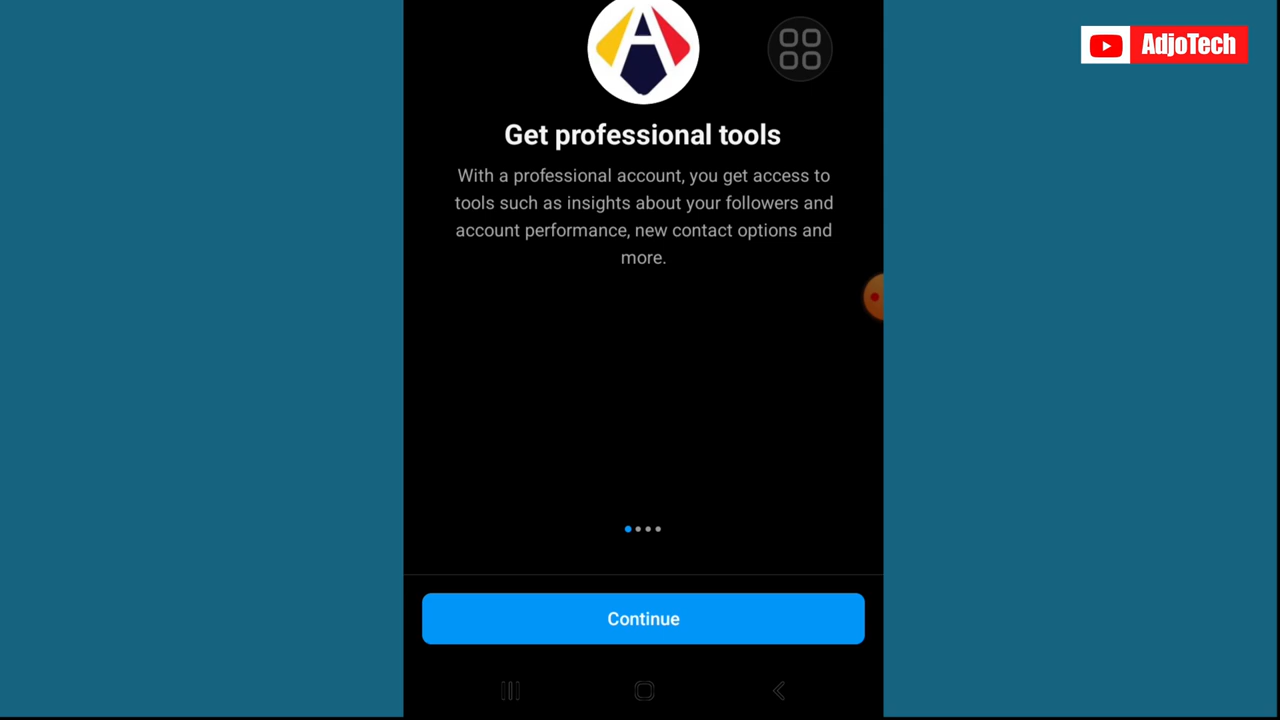 AdjoTech
Get professional tools
With a professional account, you get access to
tools such as insights about your followers and
account performance, new contact options and
more.
Continue